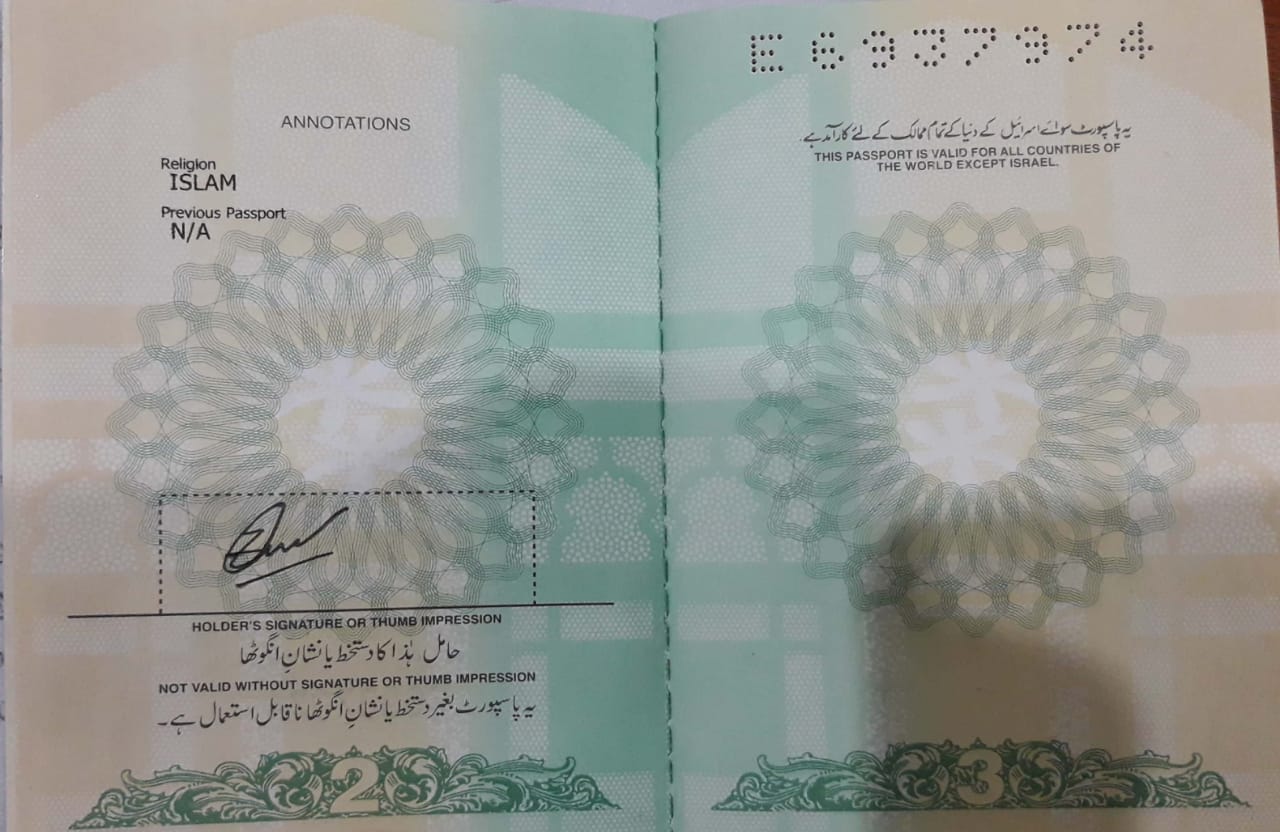 ANNOTATIONS
Religion
ISLAM
Previous Passport
N/A
HOLDER'S SIGNATURE OR THUMB IMPRESSION
حامل ہٰذا کا دستخط یا نشانِ انگوٹھا
NOT VALID WITHOUT SIGNATURE OR THUMB IMPRESSION
یہ پاسپورٹ بغیر دستخط یا نشانِ انگوٹھا ناقابل استعمال ہے۔
2
E6937974
یہ پاسپورٹ سوائے اسرائیل کے دنیا کے تمام ممالک کے لئے کارآمد ہے۔
THIS PASSPORT IS VALID FOR ALL COUNTRIES OF
THE WORLD EXCEPT ISRAEL.
3